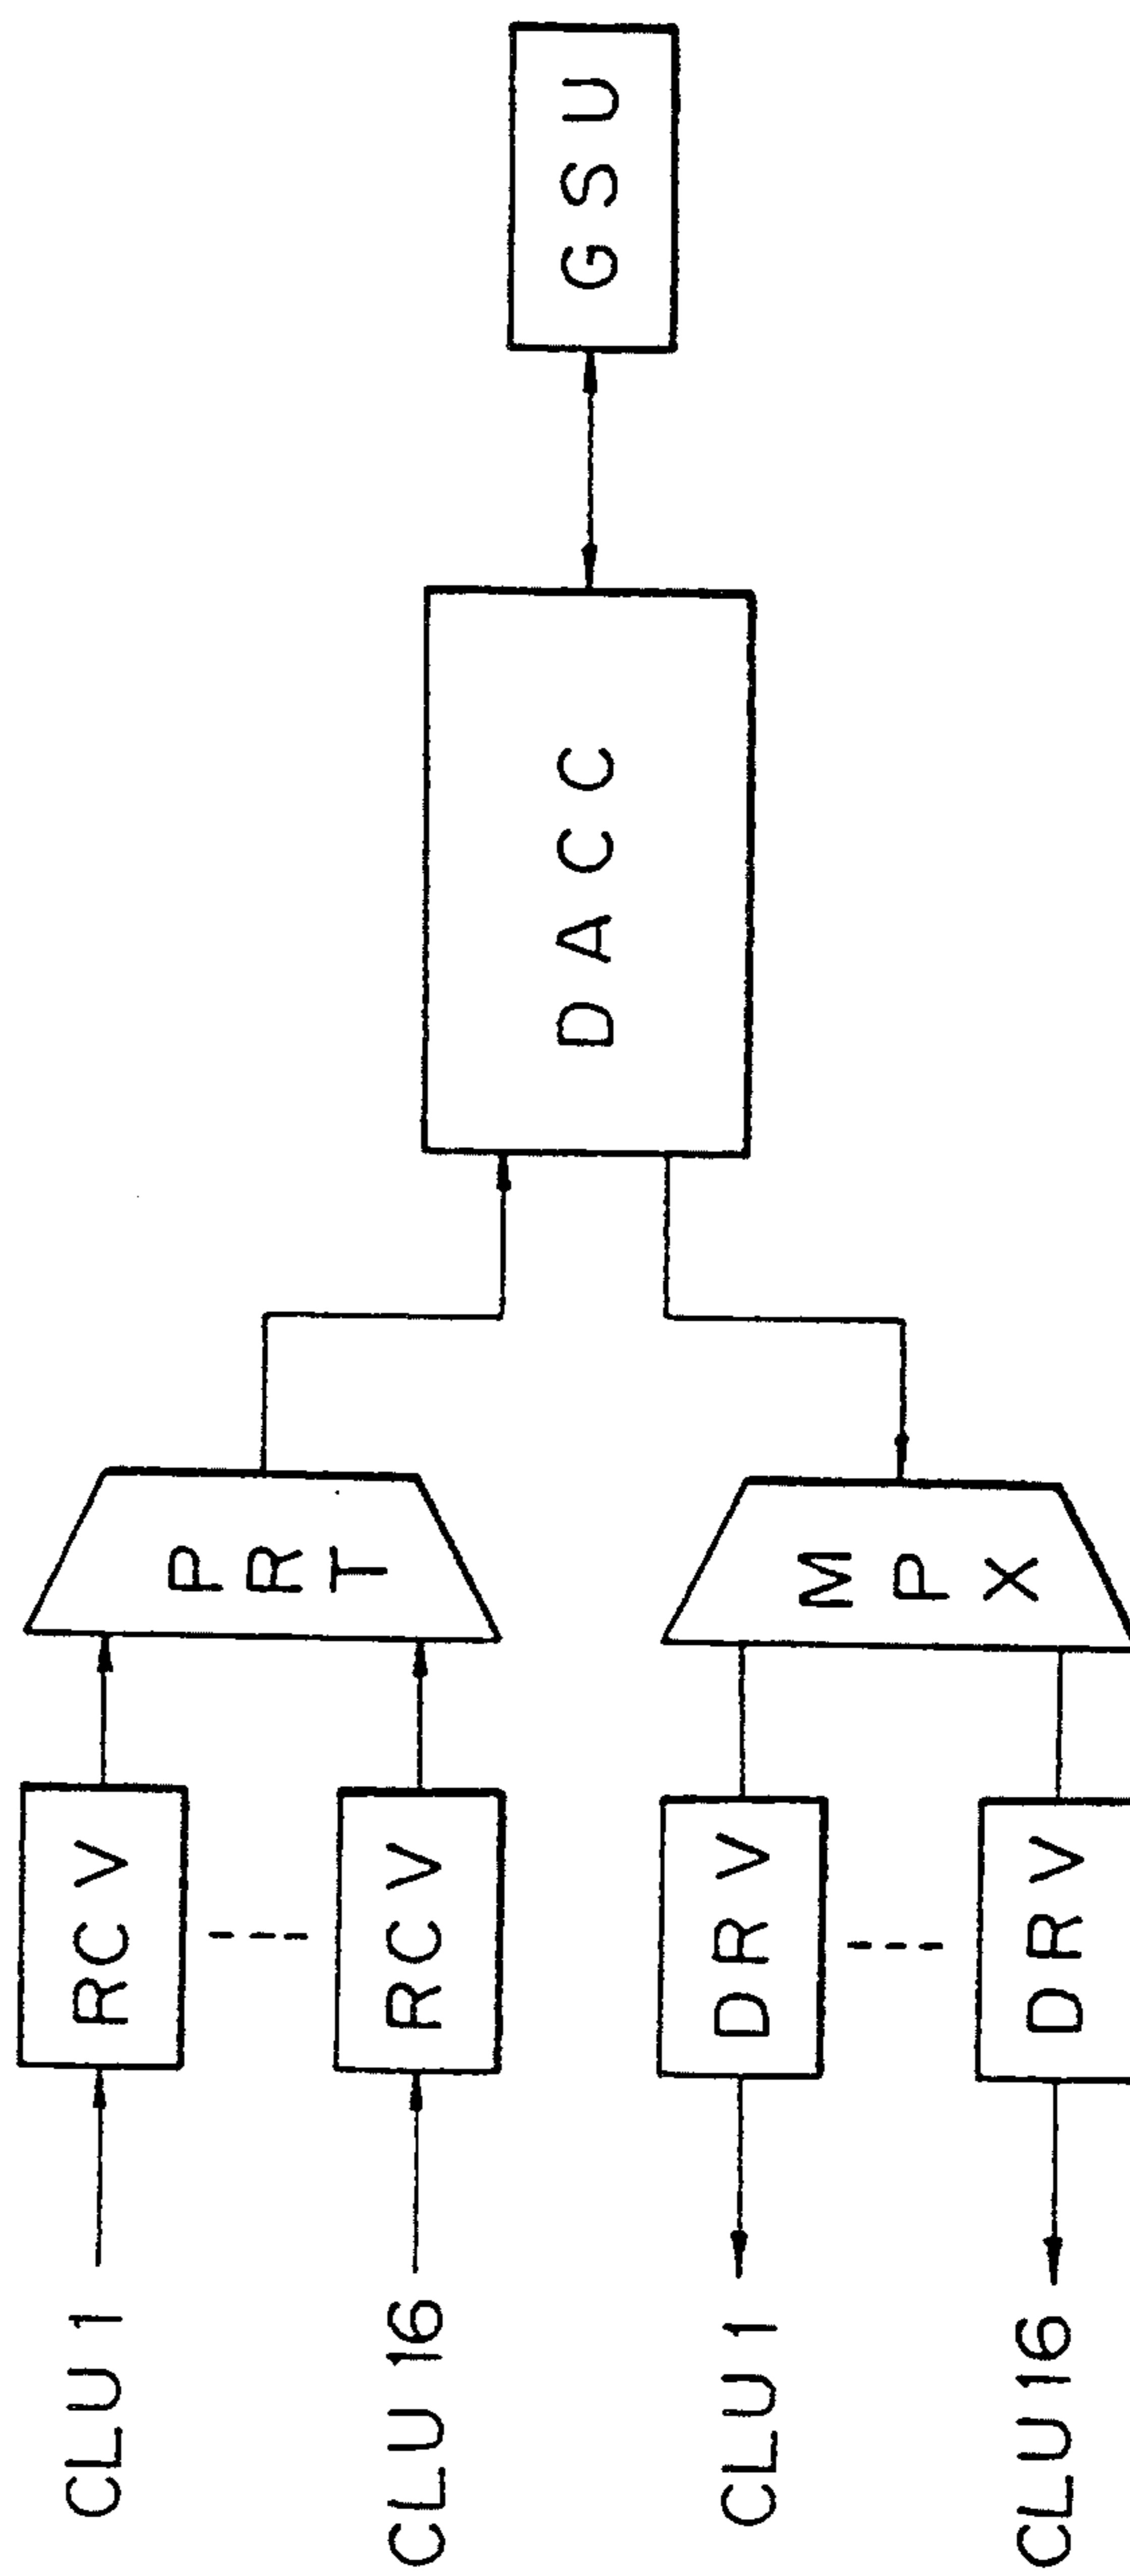 CLU 1
RCV
PRT
CLU 16
RCV
DACC
GSU
CLU 1
DRV
MPX
CLU 16
DRV